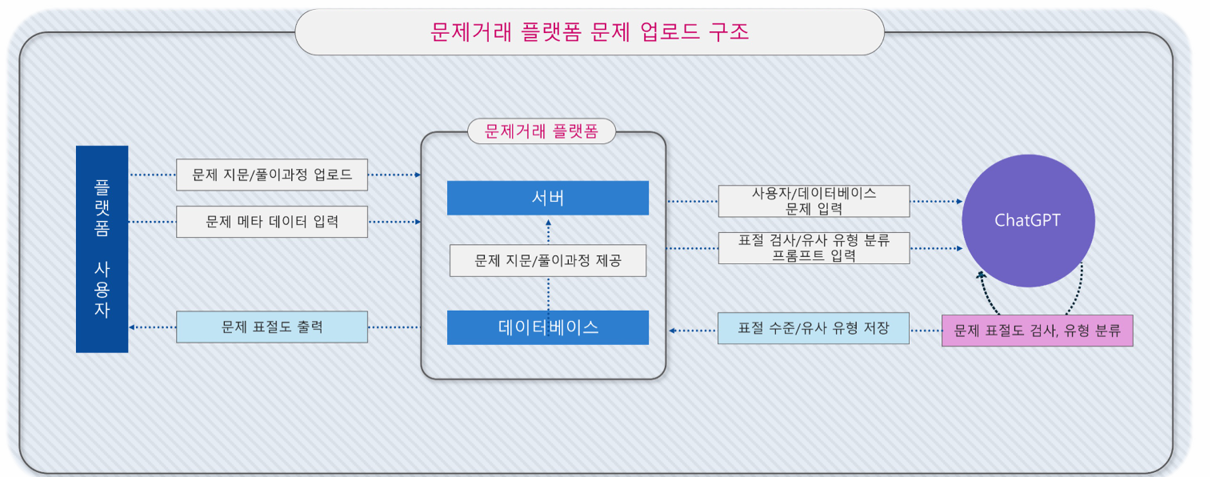 문제거래 플랫폼 문제 업로드 구조
문제거래 플랫폼
플랫폼 사용자
문제 지문/풀이과정 업로드
문제 메타 데이터 입력
문제 표절도 출력
서버
문제 지문/풀이과정 제공
데이터베이스
사용자/데이터베이스
문제 입력
표절 검사/유사 유형 분류
프롬프트 입력
표절 수준/유사 유형 저장
ChatGPT
문제 표절도 검사, 유형 분류